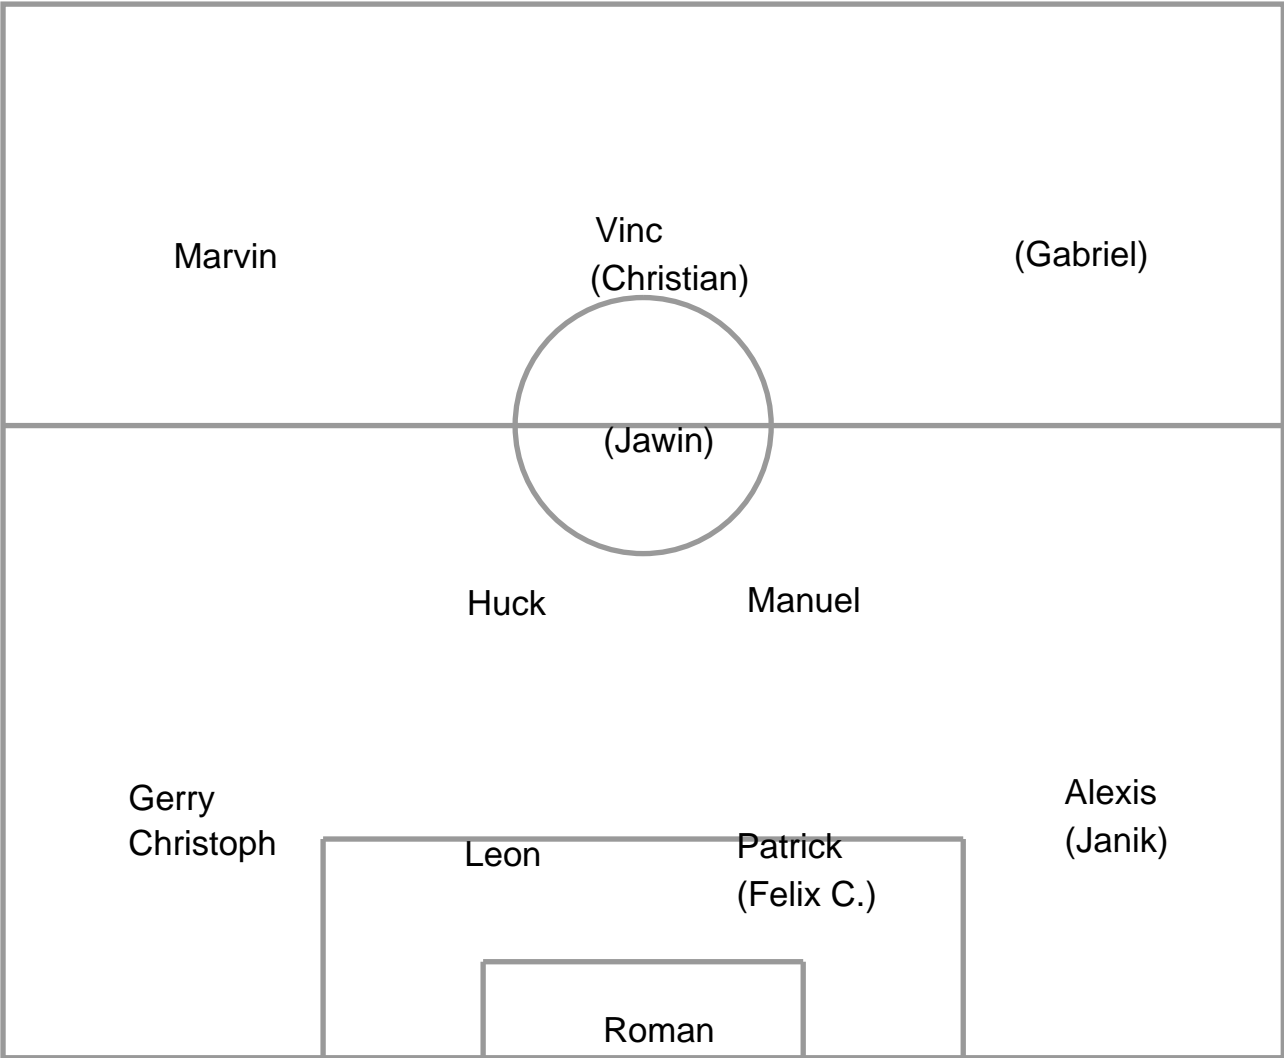 Marvin
Vinc
(Christian)
(Gabriel)
(Jawin)
Huck
Manuel
Gerry
Christoph
Leon
Patrick
(Felix C.)
Alexis
(Janik)
Roman